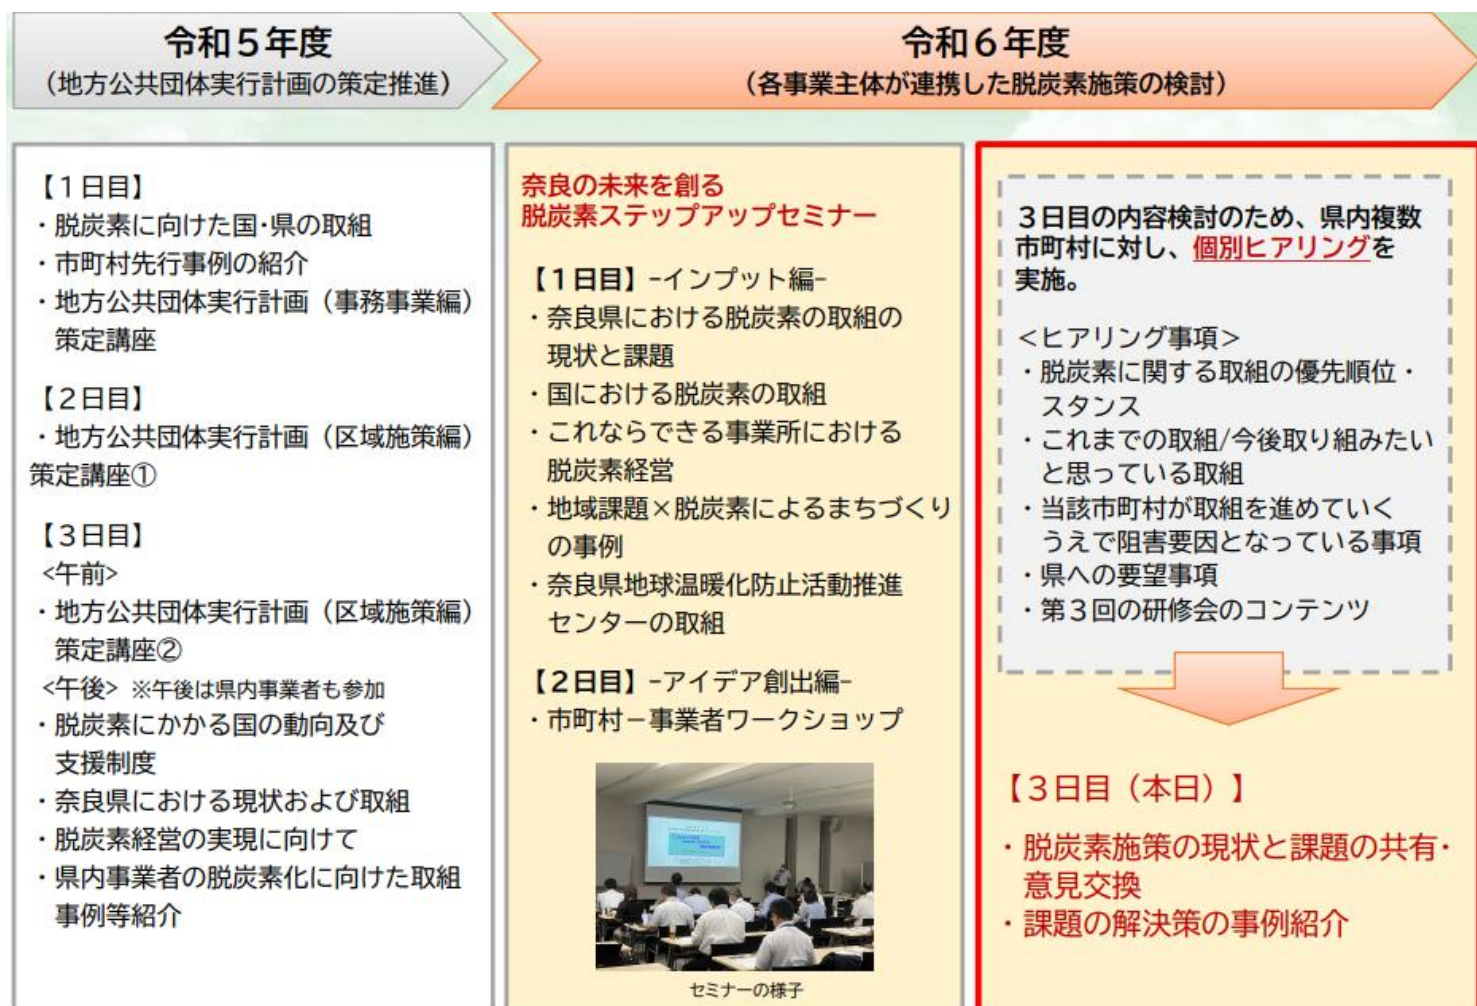 令和５年度
（地方公共団体実行計画の策定推進）
令和６年度
（各事業主体が連携した脱炭素施策の検討）
【１日目】
・脱炭素に向けた国・県の取組
・市町村先行事例の紹介
・地方公共団体実行計画（事務事業編）
策定講座
【２日目】
・地方公共団体実行計画（区域施策編）
策定講座①
【３日目】
<午前>
・地方公共団体実行計画（区域施策編）
策定講座②
<午後> ※午後は県内事業者も参加
・脱炭素にかかる国の動向及び
支援制度
・奈良県における現状および取組
・脱炭素経営の実現に向けて
・県内事業者の脱炭素化に向けた取組
事例等紹介
奈良の未来を創る
脱炭素ステップアップセミナー
【１日目】-インプット編-
・奈良県における脱炭素の取組の
現状と課題
・国における脱炭素の取組
・これならできる事業所における
脱炭素経営
・地域課題×脱炭素によるまちづくり
の事例
・奈良県地球温暖化防止活動推進
センターの取組
【２日目】-アイデア創出編-
・市町村－事業者ワークショップ
セミナーの様子
３日目の内容検討のため、県内複数
市町村に対し、個別ヒアリングを
実施。
＜ヒアリング事項＞
・脱炭素に関する取組の優先順位・
スタンス
・これまでの取組/今後取り組みたい
と思っている取組
・当該市町村が取組を進めていく
うえで阻害要因となっている事項
・県への要望事項
・第３回の研修会のコンテンツ
【３日目（本日）】
・脱炭素施策の現状と課題の共有・
意見交換
・課題の解決策の事例紹介